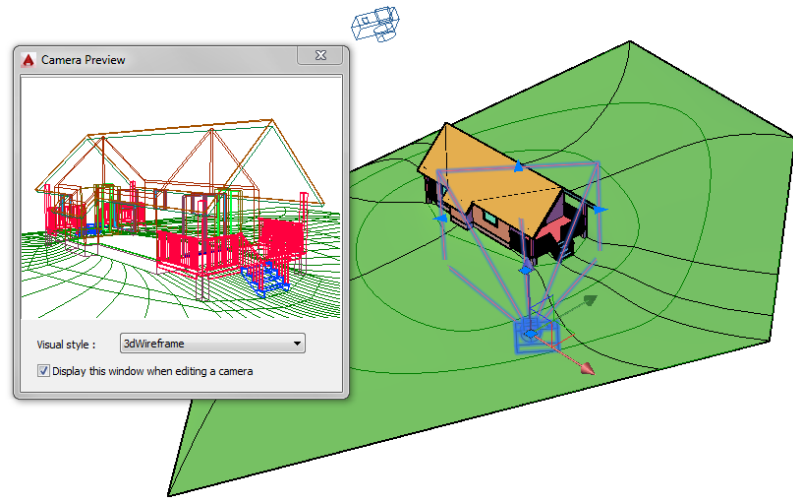 Camera Preview
Visual style :
3dWireframe
Display this window when editing a camera